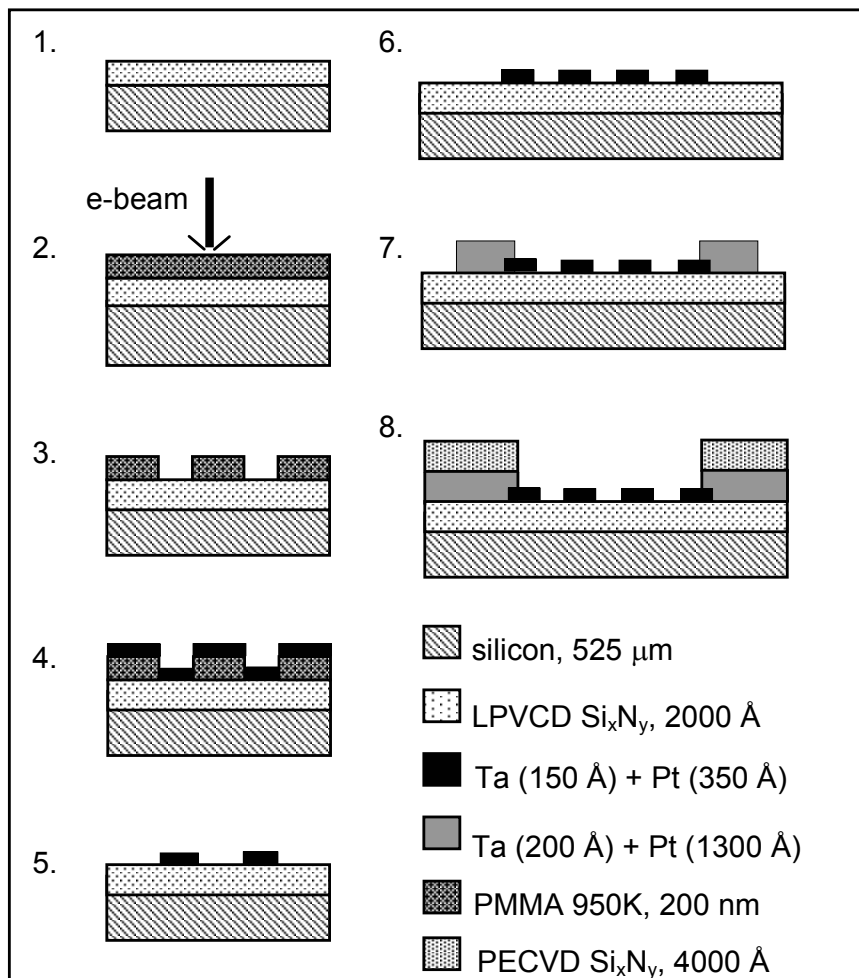 1.
e-beam
2.
3.
4.
5.
6.
7.
8.
silicon, 525 μm
LPVCD SixNy, 2000 Å
Ta (150 Å) + Pt (350 Å)
Ta (200 Å) + Pt (1300 Å)
PMMA 950K, 200 nm
PECVD SixNy, 4000 Å